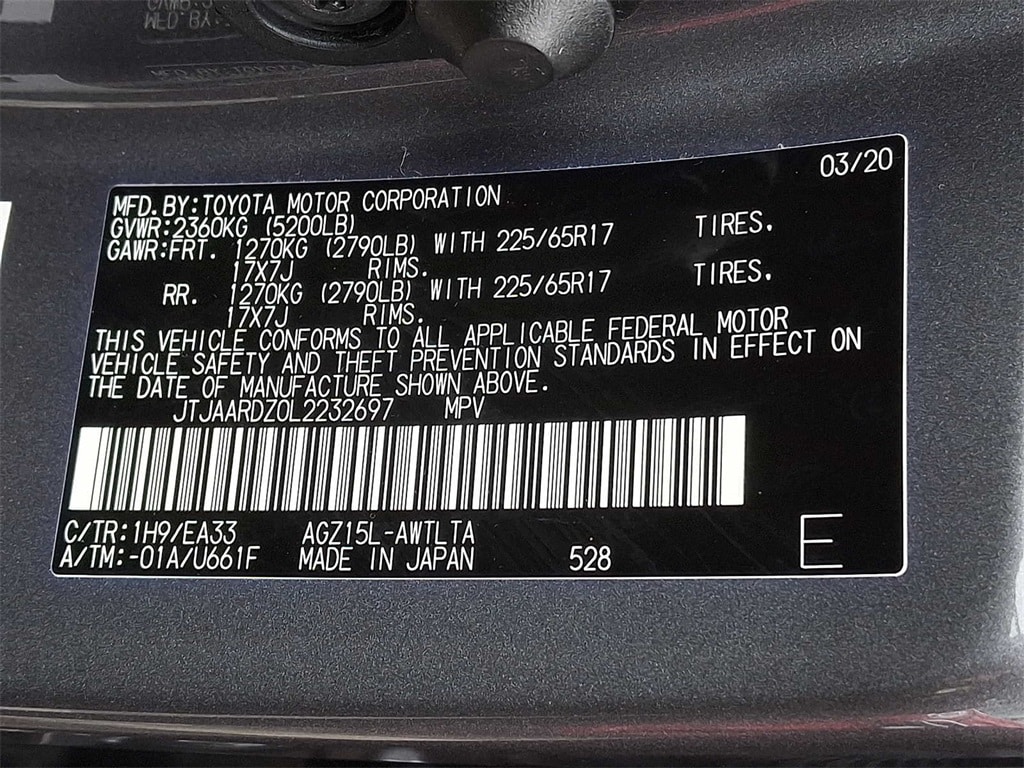 03/20
MFD.BY:TOYOTA MOTOR CORPORATION
GVWR:2360KG (5200LB)
GAWR:FRT. 1270KG (2790LB) WITH 225/65R17 TIRES.
17X7J RIMS.
RR. 1270KG (2790LB) WITH 225/65R17 TIRES.
17X7J RIMS.
THIS VEHICLE CONFORMS TO ALL APPLICABLE FEDERAL MOTOR
VEHICLE SAFETY AND THEFT PREVENTION STANDARDS IN EFFECT ON
THE DATE OF MANUFACTURE SHOWN ABOVE.
JTJAARDZ0L2232697 MPV
C/TR:1H9/EA33 AGZ15L-AWTLTA
A/TM:-01A/U661F MADE IN JAPAN 528 E